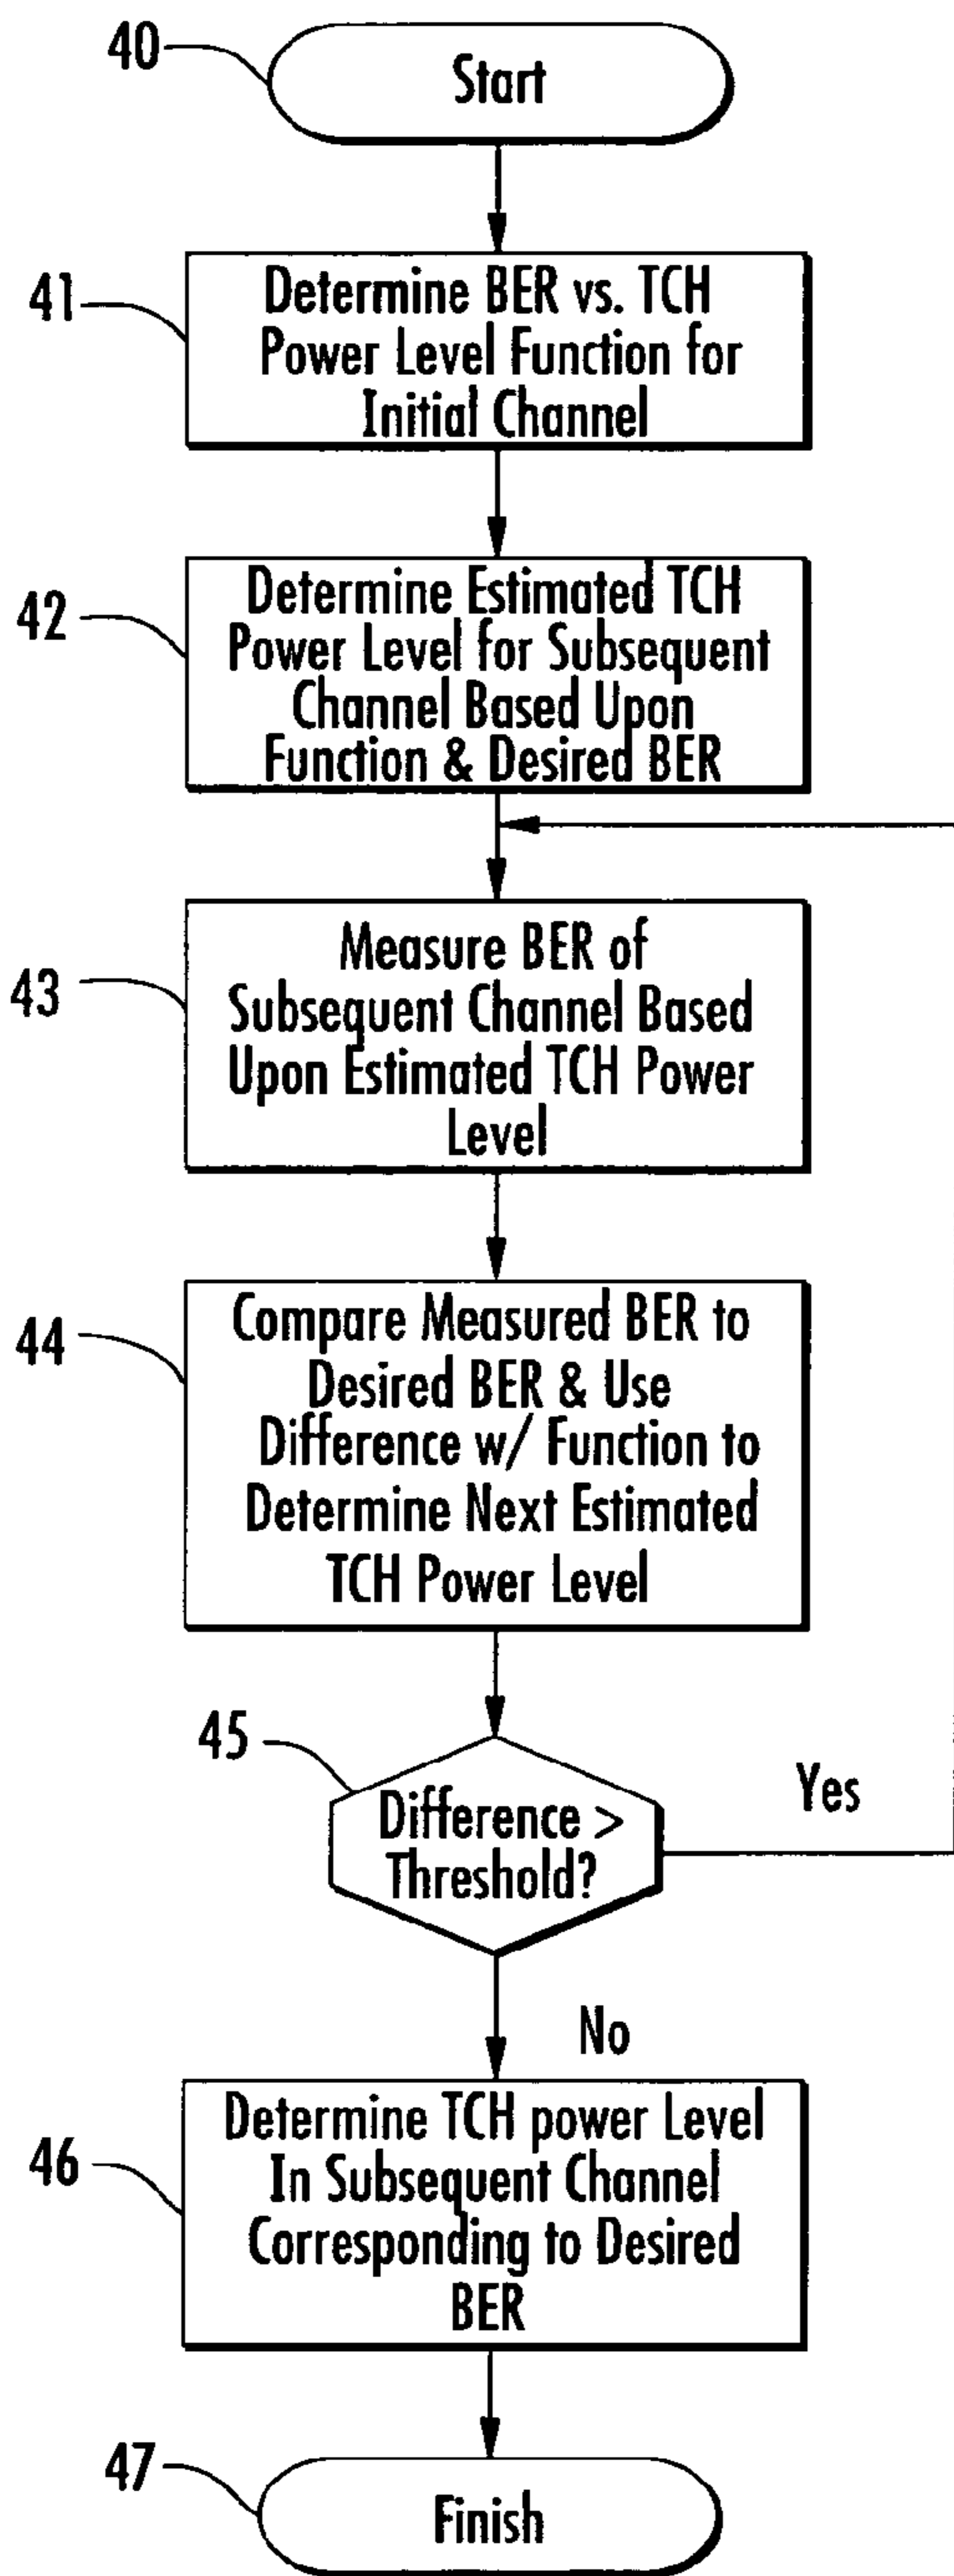 40
Start
41
Determine BER vs. TCH
Power Level Function for
Initial Channel
42
Determine Estimated TCH
Power Level for Subsequent
Channel Based Upon
Function & Desired BER
43
Measure BER of
Subsequent Channel Based
Upon Estimated TCH Power
Level
44
Compare Measured BER to
Desired BER & Use
Difference w/ Function to
Determine Next Estimated
TCH Power Level
45
Difference >
Threshold?
Yes
No
46
Determine TCH power Level
In Subsequent Channel
Corresponding to Desired
BER
47
Finish